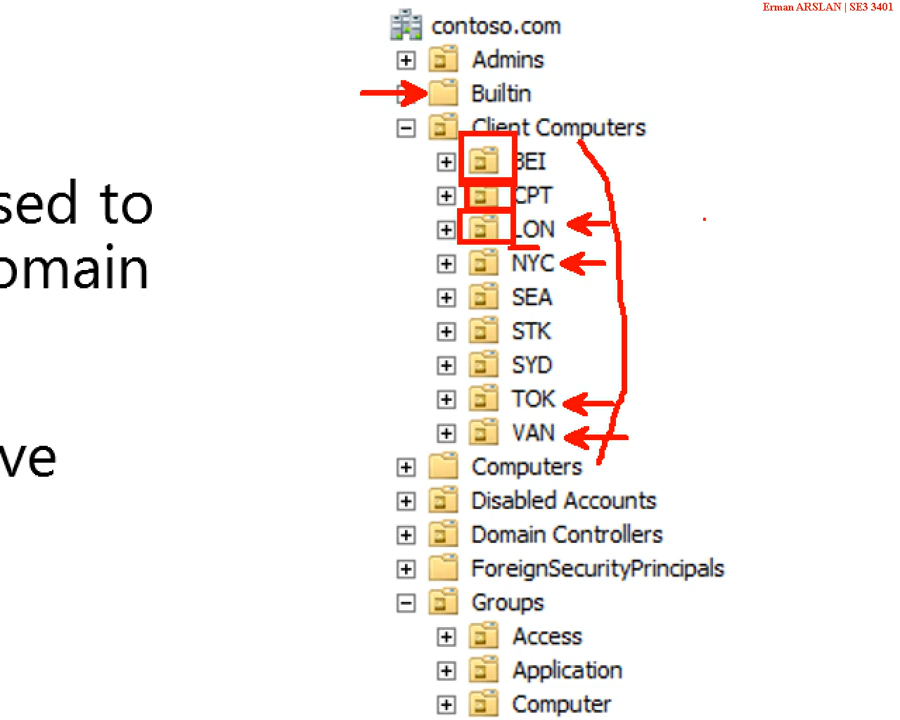 Erman ARSLAN | SE3 3401
contoso.com
Admins
Builtin
Client Computers
BEI
sed to
CPT
LON
omain
NYC
SEA
STK
SYD
TOK
VAN
ve
Computers
Disabled Accounts
Domain Controllers
ForeignSecurityPrincipals
Groups
Access
Application
Computer